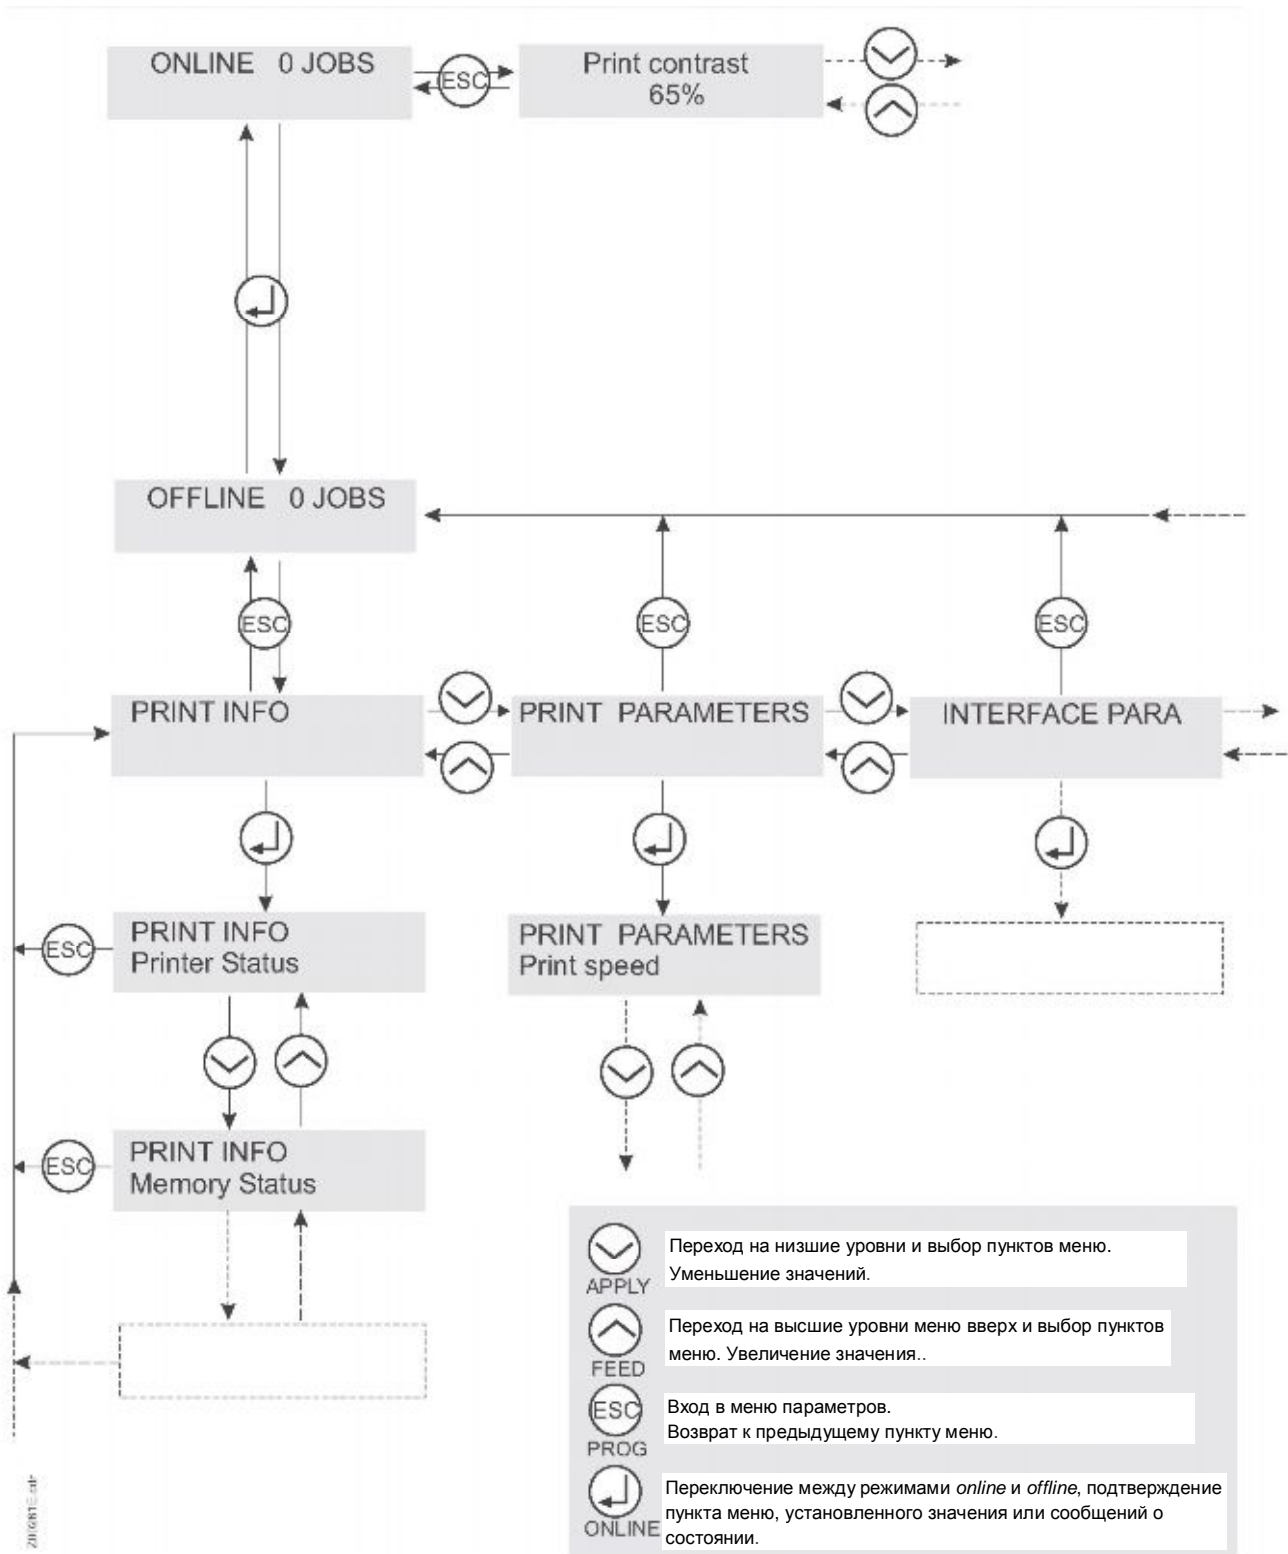 ONLINE 0 JOBS
ESC
Print contrast
65%
OFFLINE 0 JOBS
ESC
ESC
ESC
PRINT INFO
PRINT PARAMETERS
INTERFACE PARA
ESC
PRINT INFO
Printer Status
PRINT PARAMETERS
Print speed
ESC
PRINT INFO
Memory Status
APPLY
Переход на низшие уровни и выбор пунктов меню.
Уменьшение значений.
FEED
Переход на высшие уровни меню вверх и выбор пунктов
меню. Увеличение значения..
ESC
PROG
Вход в меню параметров.
Возврат к предыдущему пункту меню.
ONLINE
Переключение между режимами online и offline, подтверждение
пункта меню, установленного значения или сообщений о
состоянии.